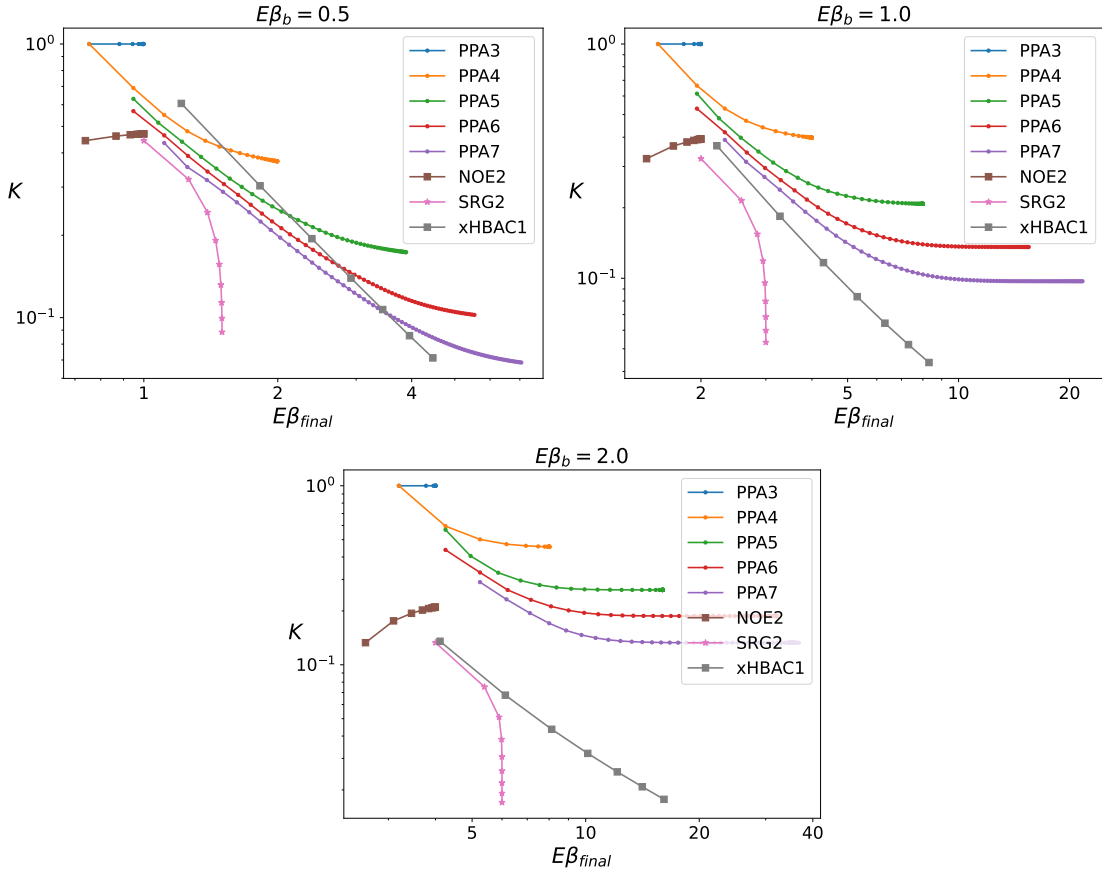 Eβ_b = 0.5
10^0
10^−1
K
1
2
4
Eβ_final
PPA3
PPA4
PPA5
PPA6
PPA7
NOE2
SRG2
xHBAC1
Eβ_b = 1.0
10^0
10^−1
K
2
5
10
20
Eβ_final
PPA3
PPA4
PPA5
PPA6
PPA7
NOE2
SRG2
xHBAC1
Eβ_b = 2.0
10^0
10^−1
K
5
10
20
40
Eβ_final
PPA3
PPA4
PPA5
PPA6
PPA7
NOE2
SRG2
xHBAC1